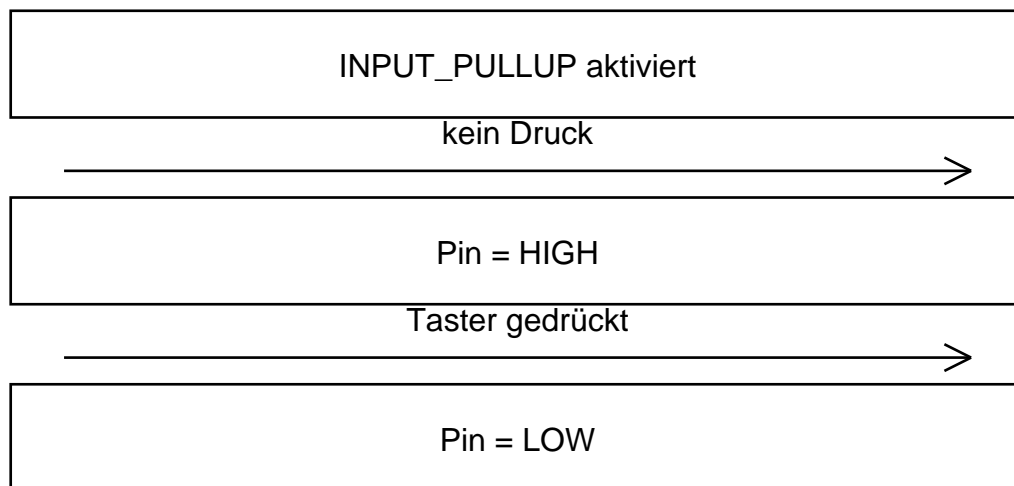 INPUT_PULLUP aktiviert
kein Druck
Pin = HIGH
Taster gedrückt
Pin = LOW